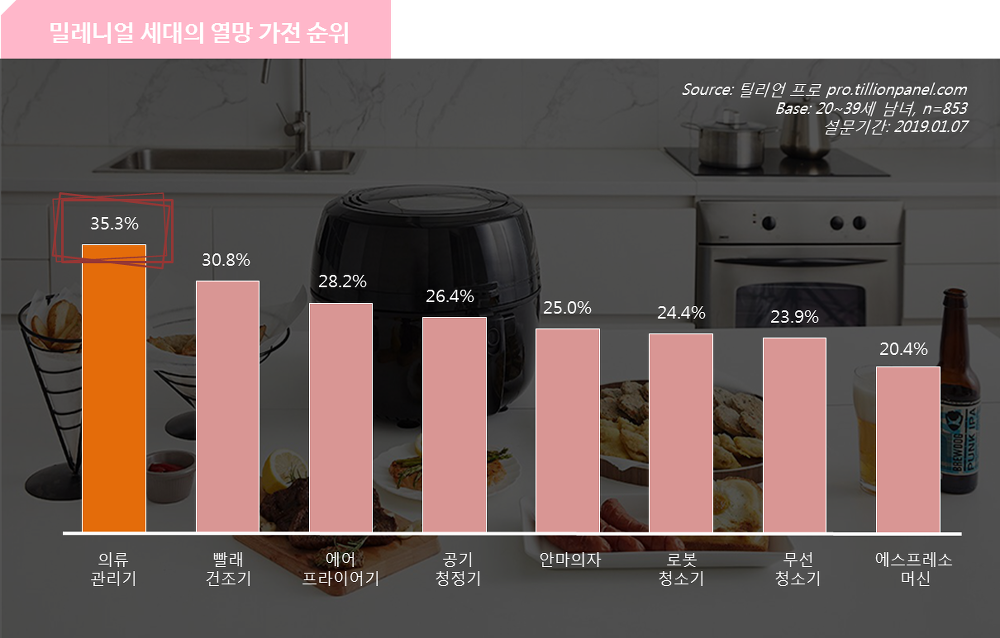 밀레니얼 세대의 열망 가전 순위
Source: 틸리언 프로 pro.tillionpanel.com
Base: 20~39세 남녀, n=853
설문기간: 2019.01.07
35.3%
30.8%
28.2%
26.4%
25.0%
24.4%
23.9%
20.4%
BREWDOG
PUNK IPA
의류
관리기
빨래
건조기
에어
프라이어기
공기
청정기
안마의자
로봇
청소기
무선
청소기
에스프레소
머신